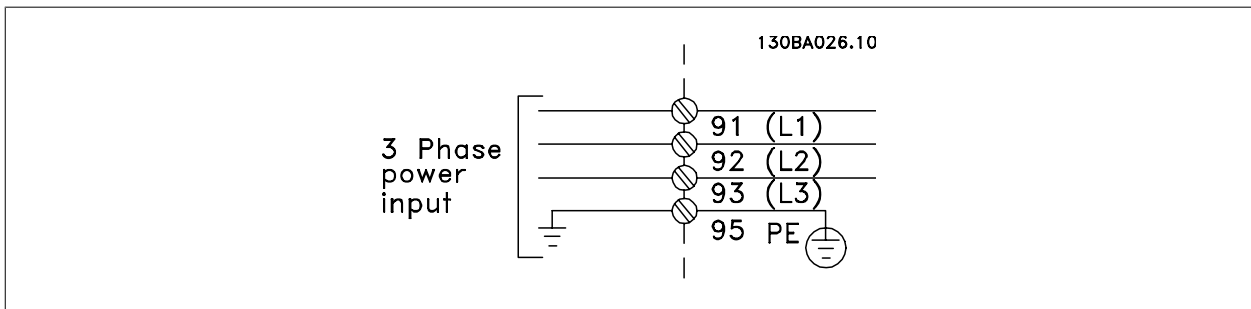 130BA026.10
3 Phase
power
input
91 (L1)
92 (L2)
93 (L3)
95 PE